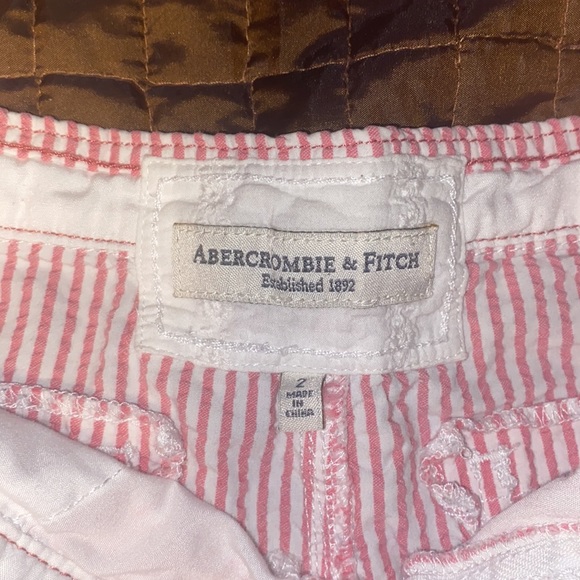 ABERCROMBIE & FITCH
Established 1892
2
MADE
IN
CHINA